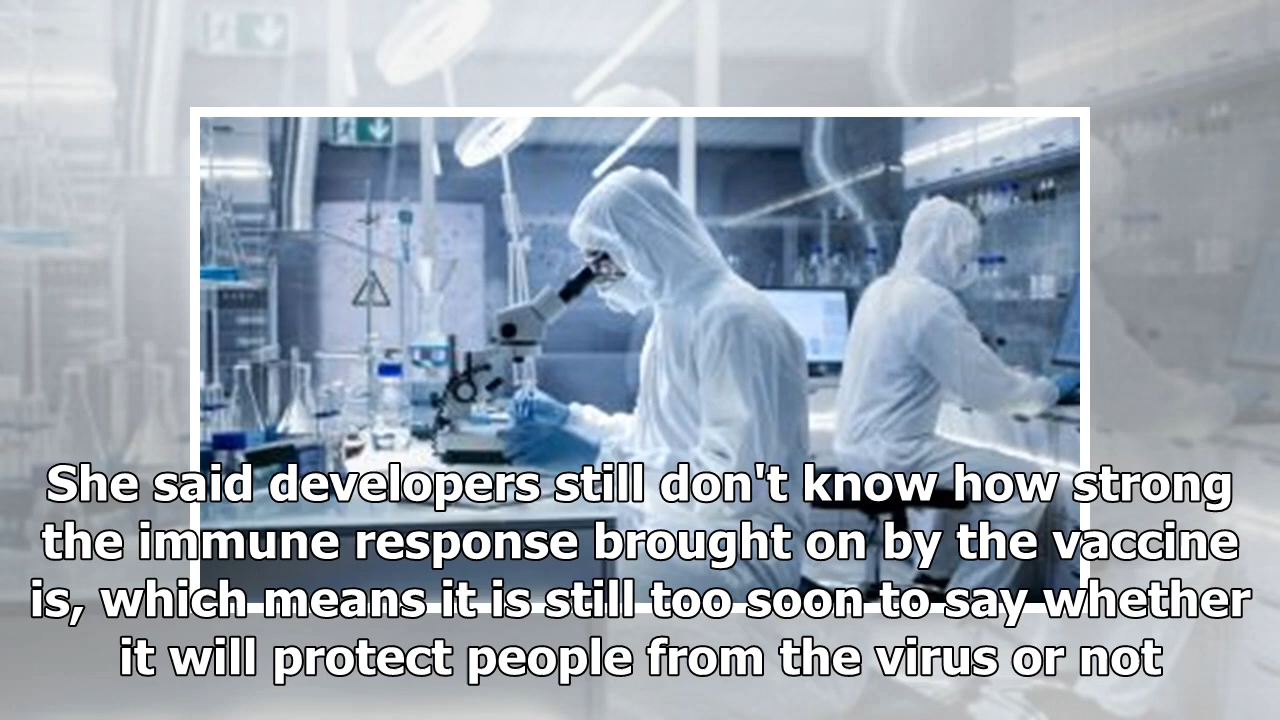 She said developers still don't know how strong
the immune response brought on by the vaccine
is, which means it is still too soon to say whether
it will protect people from the virus or not